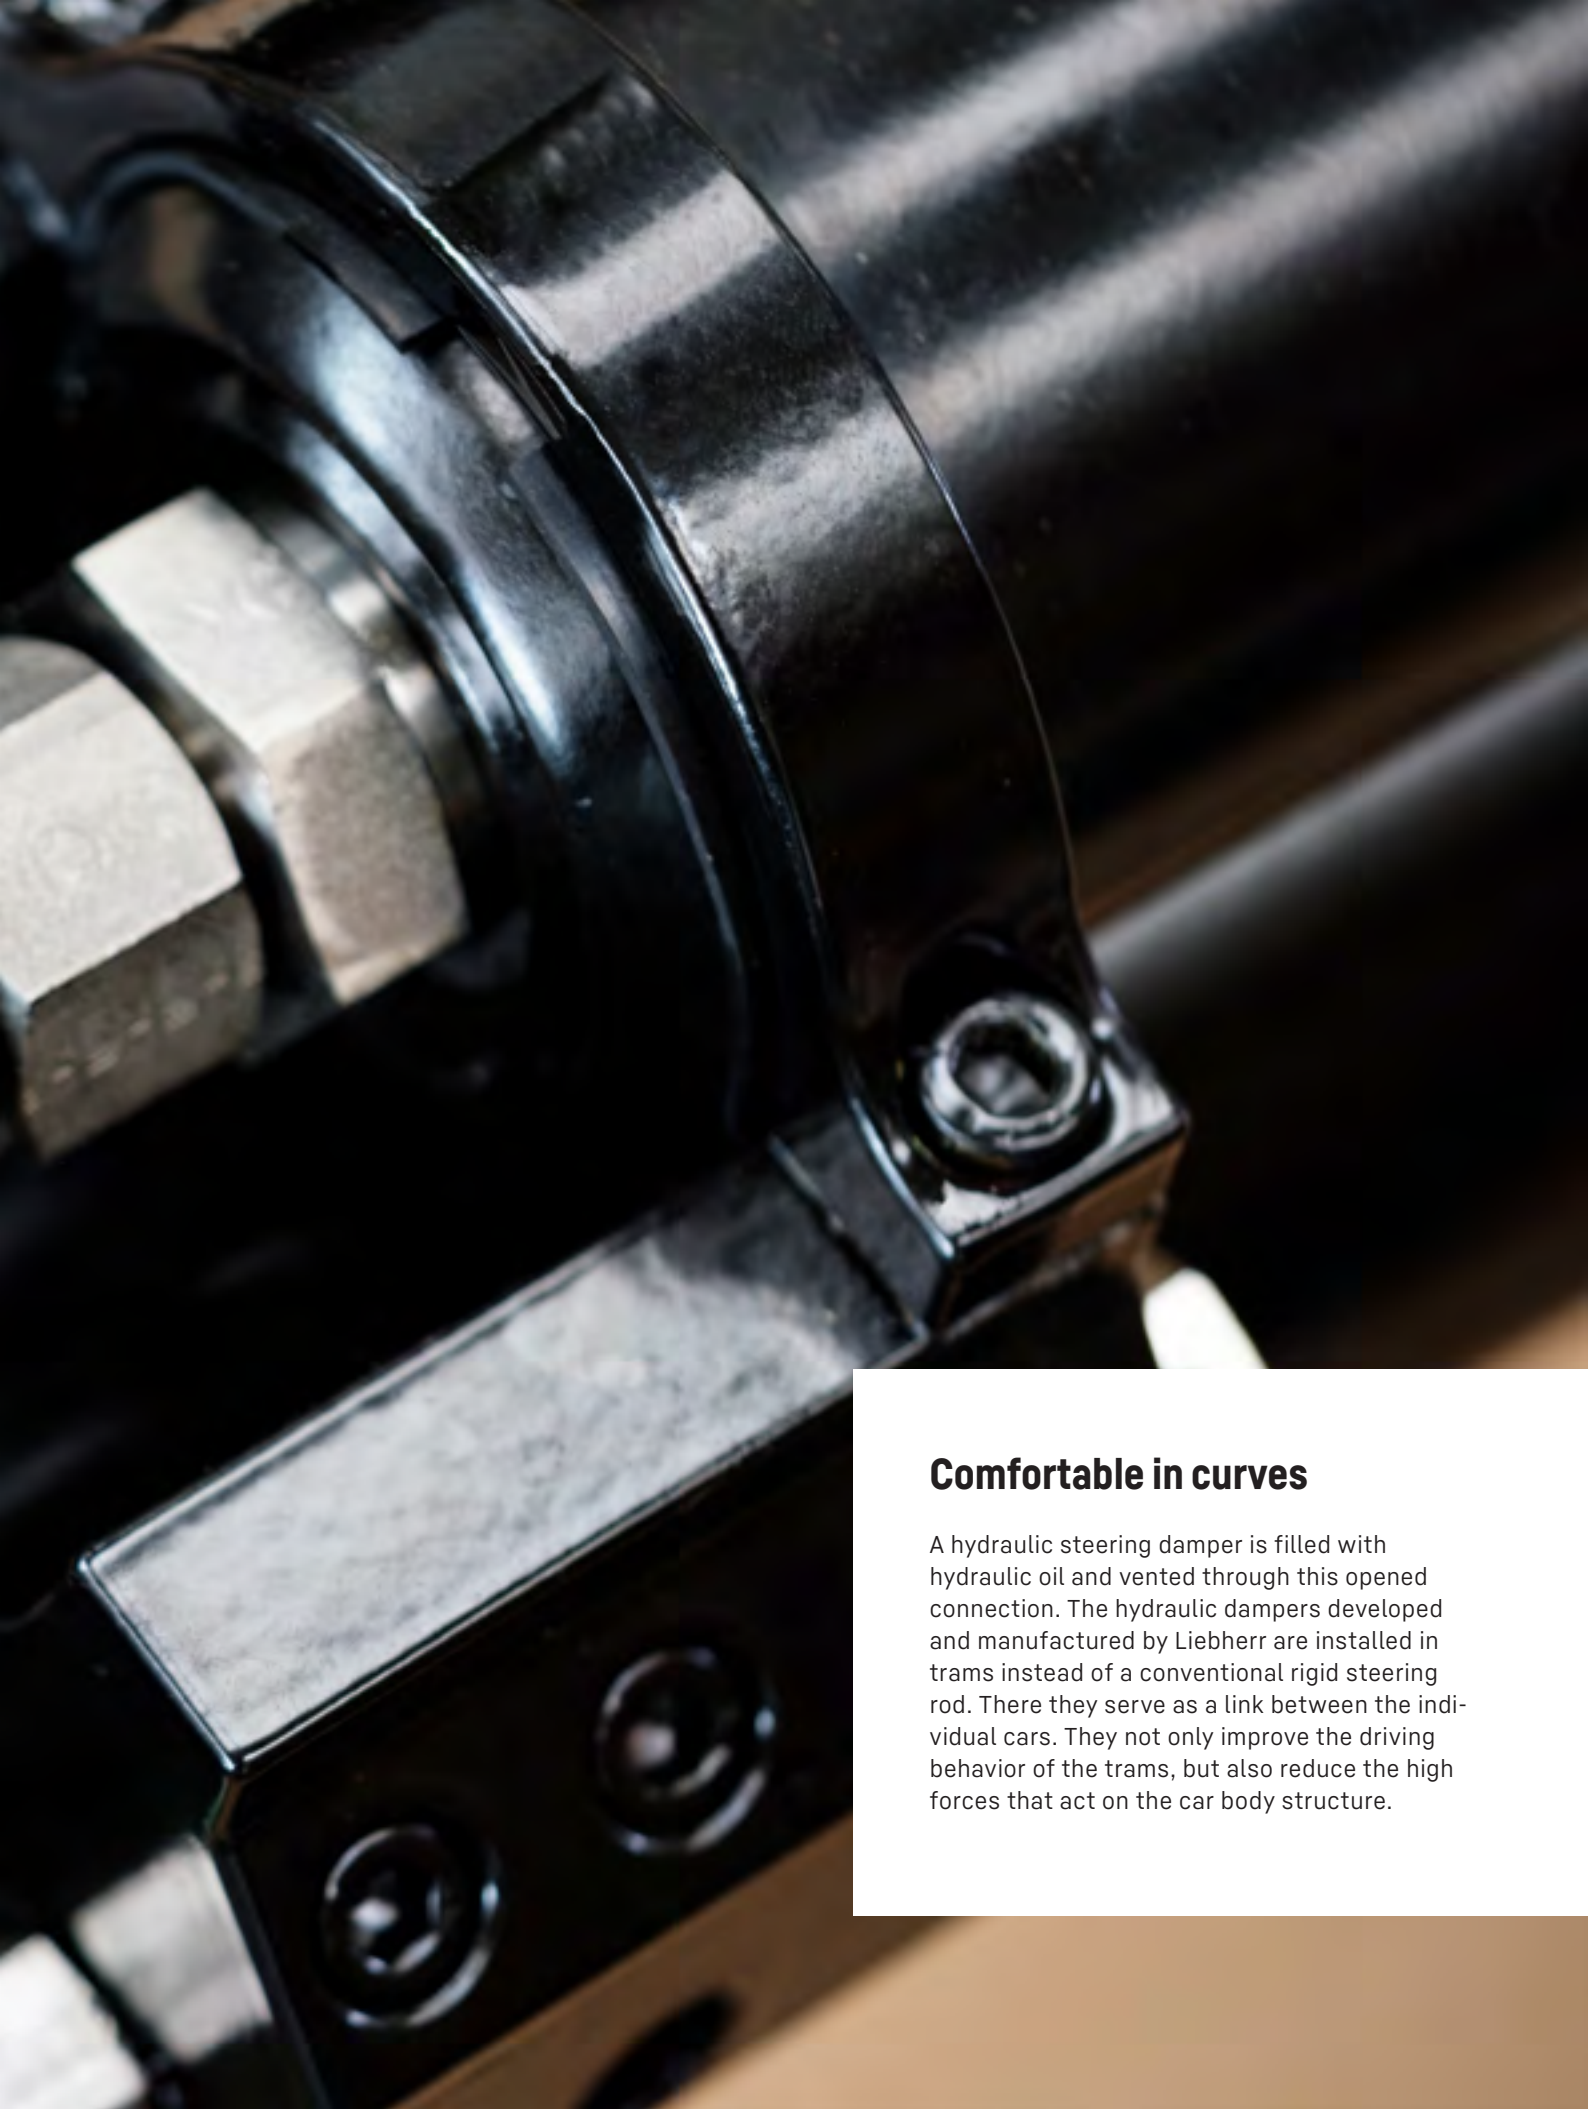 Comfortable in curves
A hydraulic steering damper is filled with
hydraulic oil and vented through this opened
connection. The hydraulic dampers developed
and manufactured by Liebherr are installed in
trams instead of a conventional rigid steering
rod. There they serve as a link between the indi-
vidual cars. They not only improve the driving
behavior of the trams, but also reduce the high
forces that act on the car body structure.